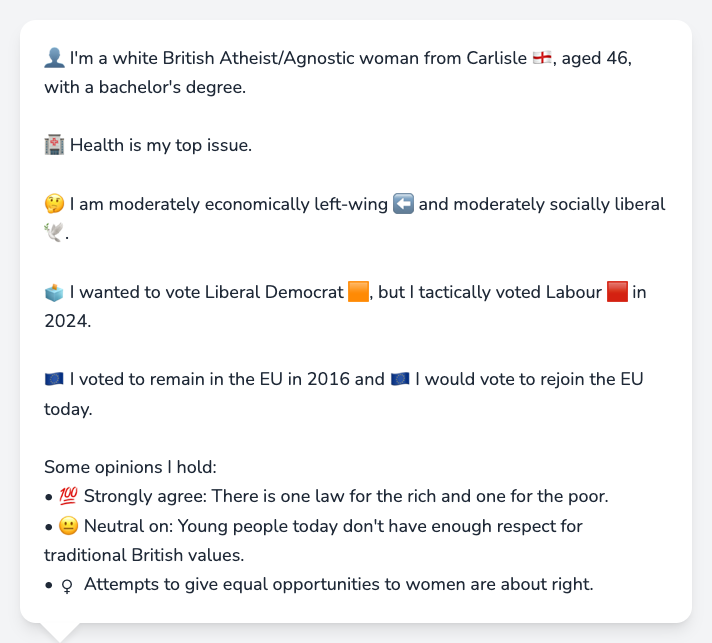 👤 I'm a white British Atheist/Agnostic woman from Carlisle 🏴󠁧󠁢󠁥󠁮󠁧󠁿, aged 46,
with a bachelor's degree.
🏥 Health is my top issue.
🤔 I am moderately economically left-wing ⬅️ and moderately socially liberal
🕊️.
🗳️ I wanted to vote Liberal Democrat 🟧, but I tactically voted Labour 🟥 in
2024.
🇪🇺 I voted to remain in the EU in 2016 and 🇪🇺 I would vote to rejoin the EU
today.
Some opinions I hold:
• 💯 Strongly agree: There is one law for the rich and one for the poor.
• 😐 Neutral on: Young people today don't have enough respect for
traditional British values.
• ♀ Attempts to give equal opportunities to women are about right.